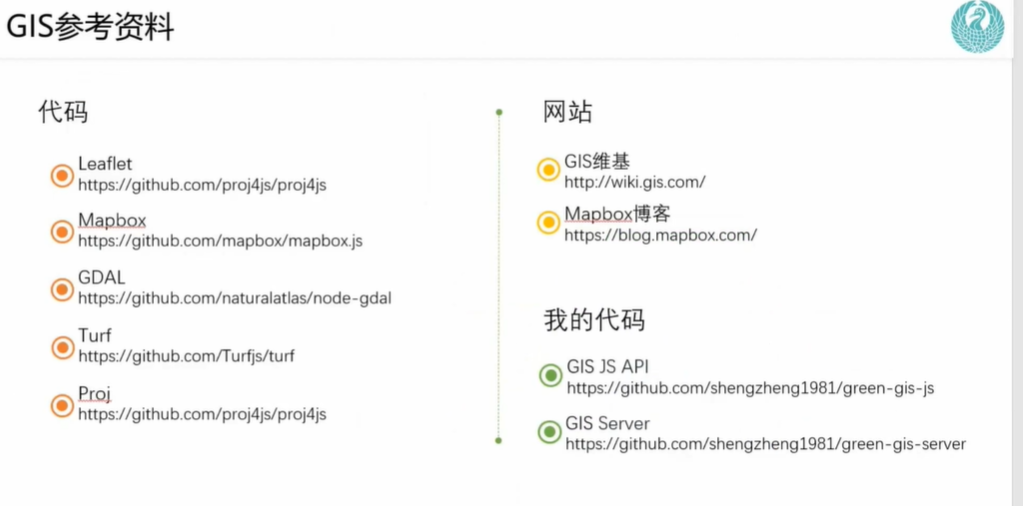 GIS参考资料
代码
Leaflet
https://github.com/proj4js/proj4js
Mapbox
https://github.com/mapbox/mapbox.js
GDAL
https://github.com/naturalatlas/node-gdal
Turf
https://github.com/Turfjs/turf
Proj
https://github.com/proj4js/proj4js
网站
GIS维基
http://wiki.gis.com/
Mapbox博客
https://blog.mapbox.com/
我的代码
GIS JS API
https://github.com/shengzheng1981/green-gis-js
GIS Server
https://github.com/shengzheng1981/green-gis-server